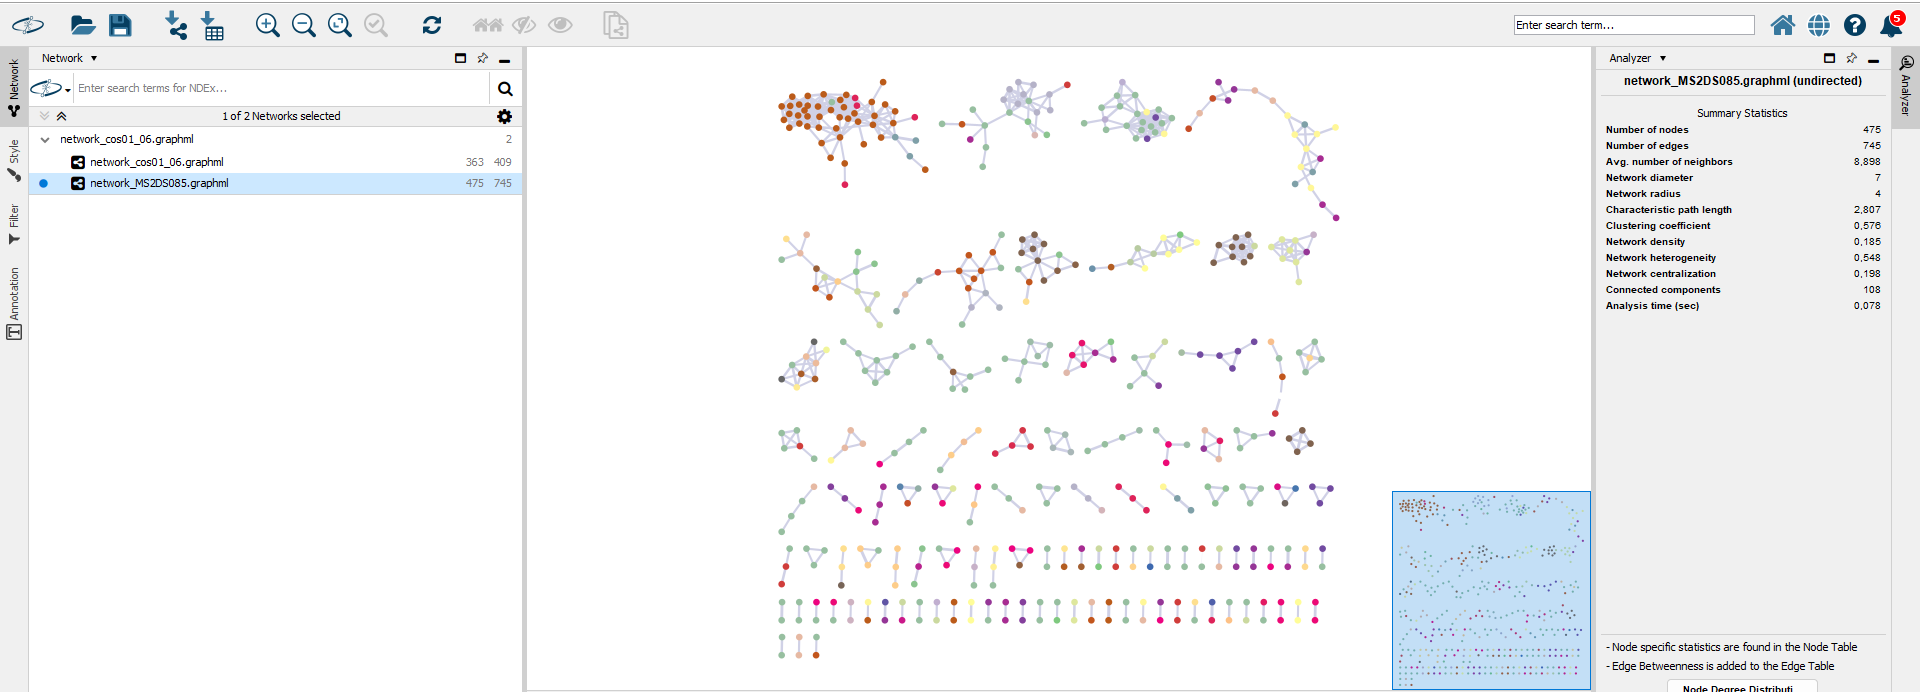 Enter search term...
5
Network
Style
Filter
Annotation
Network
Enter search terms for NDEx...
1 of 2 Networks selected
network_cos01_06.graphml 2
network_cos01_06.graphml 363 409
network_MS2DS085.graphml 475 745
Analyzer
network_MS2DS085.graphml (undirected)
Summary Statistics
Number of nodes 475
Number of edges 745
Avg. number of neighbors 8,898
Network diameter 7
Network radius 4
Characteristic path length 2,807
Clustering coefficient 0,576
Network density 0,185
Network heterogeneity 0,548
Network centralization 0,198
Connected components 108
Analysis time (sec) 0,078
- Node specific statistics are found in the Node Table
- Edge Betweenness is added to the Edge Table
Node Degree Distributi
Analyzer